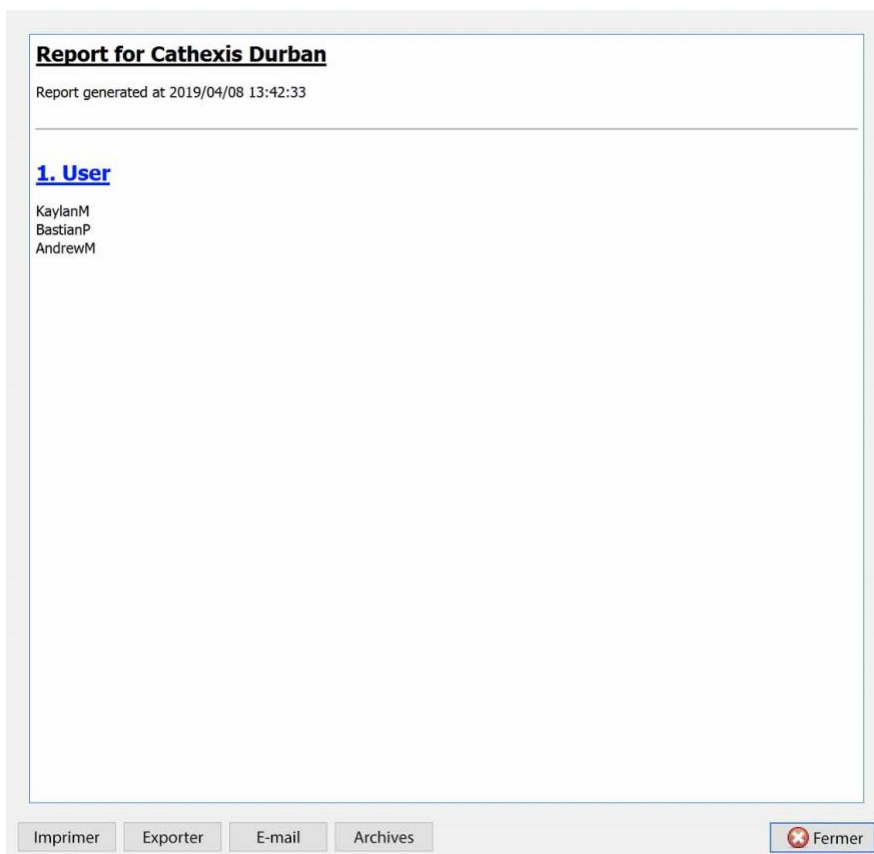 Report for Cathexis Durban
Report generated at 2019/04/08 13:42:33
1. User
KaylanM
BastianP
AndrewM
Imprimer
Exporter
E-mail
Archives
Fermer